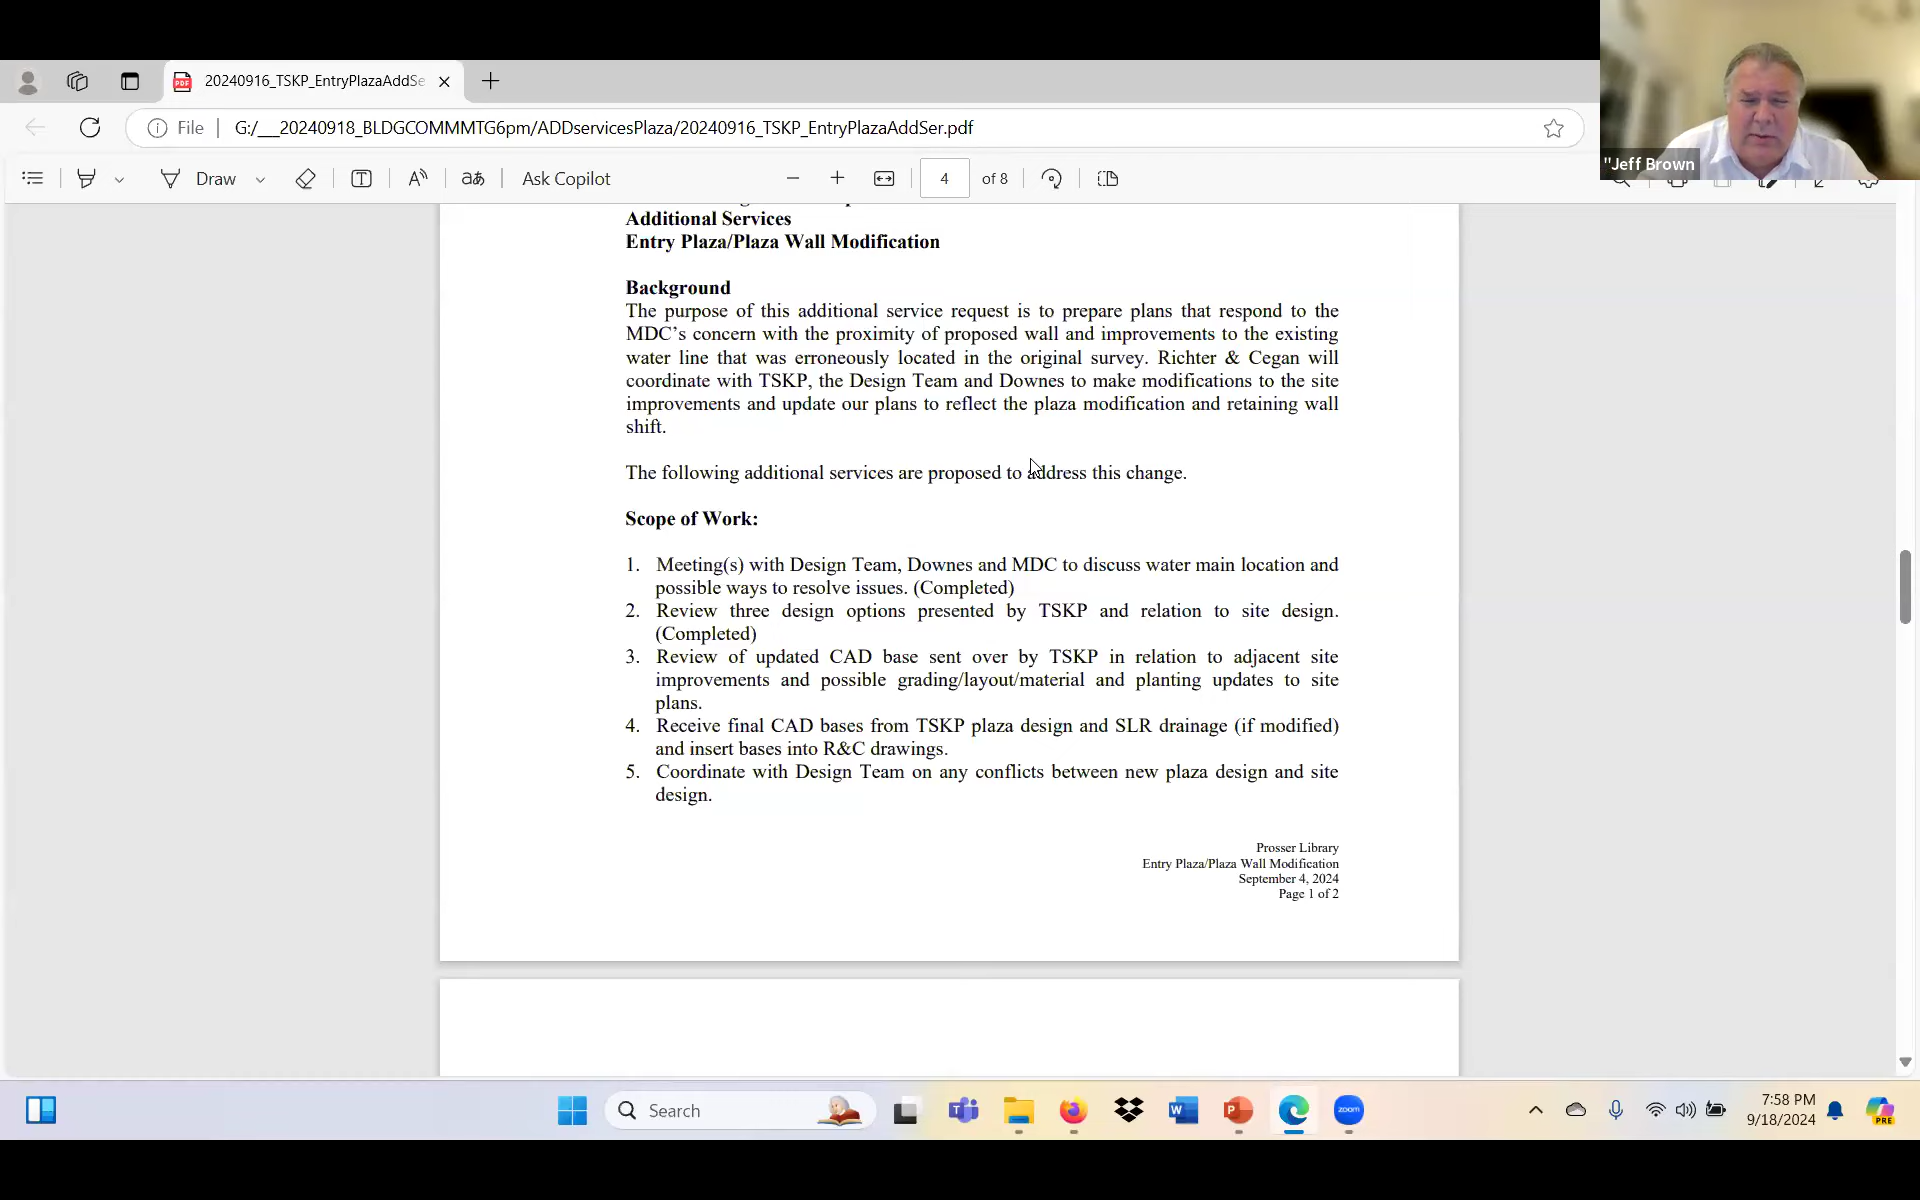 20240916_TSKP_EntryPlazaAddSe
File
G:/___20240918_BLDGCOMMMTG6pm/ADDservicesPlaza/20240916_TSKP_EntryPlazaAddSer.pdf
"Jeff Brown
Draw
aあ
Ask Copilot
4
of 8
Additional Services
Entry Plaza/Plaza Wall Modification
Background
The purpose of this additional service request is to prepare plans that respond to the
MDC's concern with the proximity of proposed wall and improvements to the existing
water line that was erroneously located in the original survey. Richter & Cegan will
coordinate with TSKP, the Design Team and Downes to make modifications to the site
improvements and update our plans to reflect the plaza modification and retaining wall
shift.
The following additional services are proposed to address this change.
Scope of Work:
1. Meeting(s) with Design Team, Downes and MDC to discuss water main location and
possible ways to resolve issues. (Completed)
2. Review three design options presented by TSKP and relation to site design.
(Completed)
3. Review of updated CAD base sent over by TSKP in relation to adjacent site
improvements and possible grading/layout/material and planting updates to site
plans.
4. Receive final CAD bases from TSKP plaza design and SLR drainage (if modified)
and insert bases into R&C drawings.
5. Coordinate with Design Team on any conflicts between new plaza design and site
design.
Prosser Library
Entry Plaza/Plaza Wall Modification
September 4, 2024
Page 1 of 2
Search
zoom
7:58 PM
9/18/2024
PRE